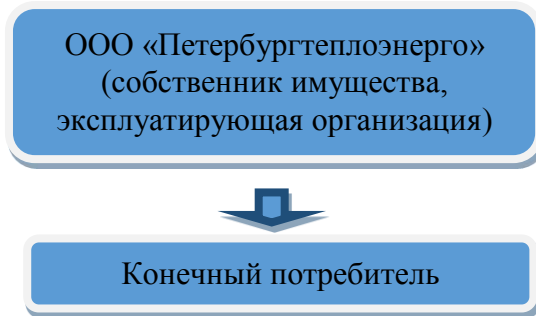 ООО «Петербургтеплоэнерго»
(собственник имущества,
эксплуатирующая организация)
Конечный потребитель